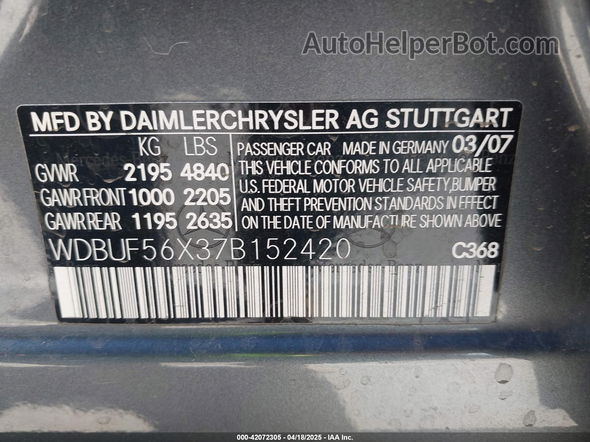 AutoHelperBot.com
MFD BY DAIMLERCHRYSLER AG STUTTGART
KG LBS PASSENGER CAR MADE IN GERMANY 03/07
GVWR 2195 4840 THIS VEHICLE CONFORMS TO ALL APPLICABLE
GAWR FRONT 1000 2205 U.S. FEDERAL MOTOR VEHICLE SAFETY, BUMPER
GAWR REAR 1195 2635 AND THEFT PREVENTION STANDARDS IN EFFECT
ON THE DATE OF MANUFACTURE SHOWN ABOVE.
WDBUF56X37B152420 C368
000-42072305 - 04/18/2025 - IAA Inc.